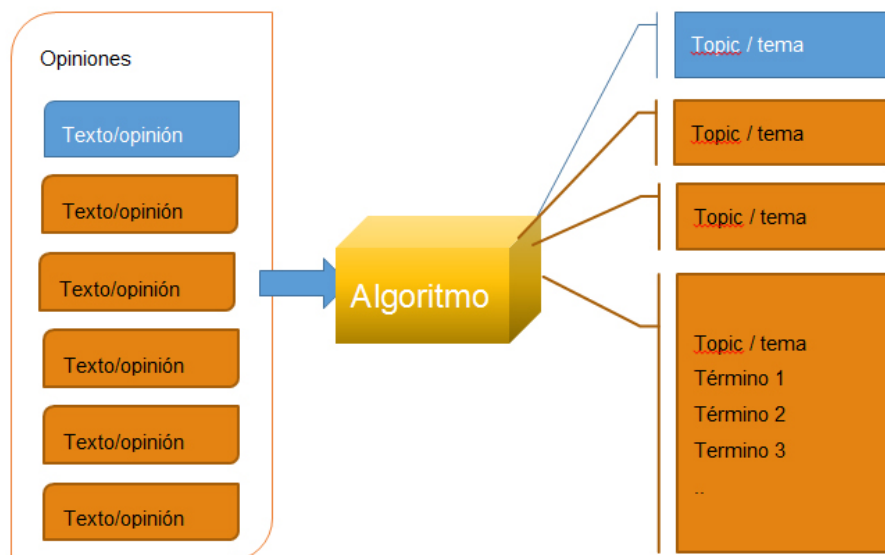 Opiniones
Texto/opinión
Texto/opinión
Texto/opinión
Texto/opinión
Texto/opinión
Texto/opinión
Algoritmo
Topic / tema
Topic / tema
Topic / tema
Topic / tema
Término 1
Término 2
Termino 3
..